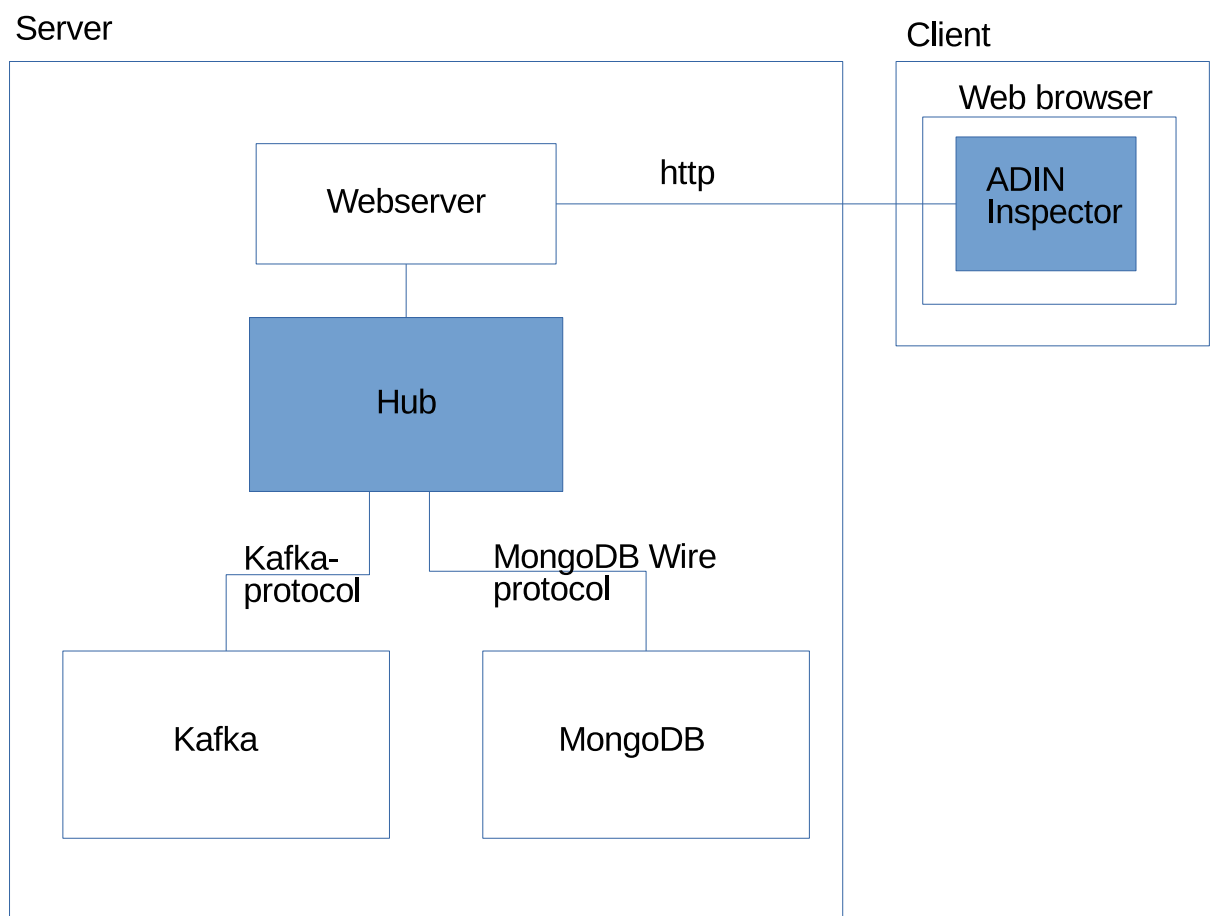 Server
Client
Web browser
http
ADIN
Inspector
Webserver
Hub
Kafka-
protocol
MongoDB Wire
protocol
Kafka
MongoDB